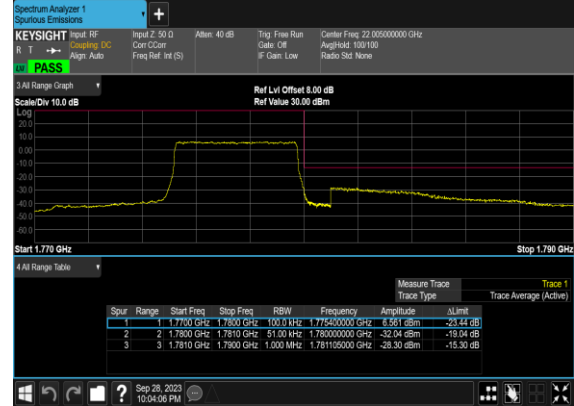 Spectrum Analyzer 1
Spurious Emissions
KEYSIGHT Input: RF Input Z: 50 Ω Atten: 40 dB Trig: Free Run Center Freq: 22.005000000 GHz
R T Coupling: DC Corr CCorr Gate: Off Avg|Hold: 100/100
Align: Auto Freq Ref: Int (S) IF Gain: Low Radio Std: None
LW PASS
3 All Range Graph
Ref Lvl Offset 8.00 dB
Scale/Div 10.0 dB Ref Value 30.00 dBm
Log
20.0
10.0
0.00
-10.0
-20.0
-30.0
-40.0
-50.0
-60.0
Start 1.770 GHz Stop 1.790 GHz
4 All Range Table
Measure Trace Trace 1
Trace Type Trace Average (Active)
Spur Range Start Freq Stop Freq RBW Frequency Amplitude ΔLimit
1 1 1.7700 GHz 1.7800 GHz 100.0 kHz 1.775400000 GHz 6.561 dBm -23.44 dB
2 2 1.7800 GHz 1.7810 GHz 51.00 kHz 1.780000000 GHz -32.04 dBm -19.04 dB
3 3 1.7810 GHz 1.7900 GHz 1.000 MHz 1.781105000 GHz -28.30 dBm -15.30 dB
? Sep 28, 2023
10:04:06 PM